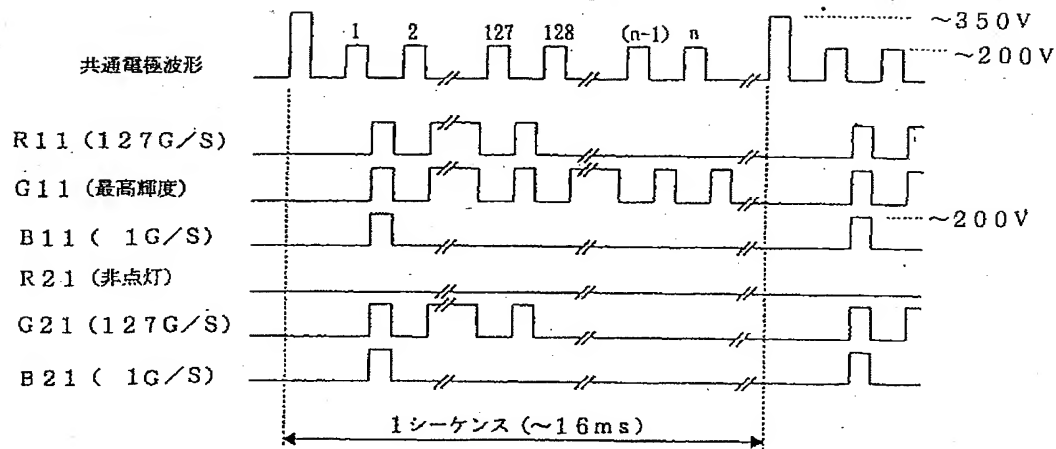 ～350V
1 2 127 128 (n-1) n
～200V
共通電極波形
R11（127G／S）
G11（最高輝度）
～200V
B11（ 1G／S）
R21（非点灯）
G21（127G／S）
B21（ 1G／S）
1シーケンス（～16ms）